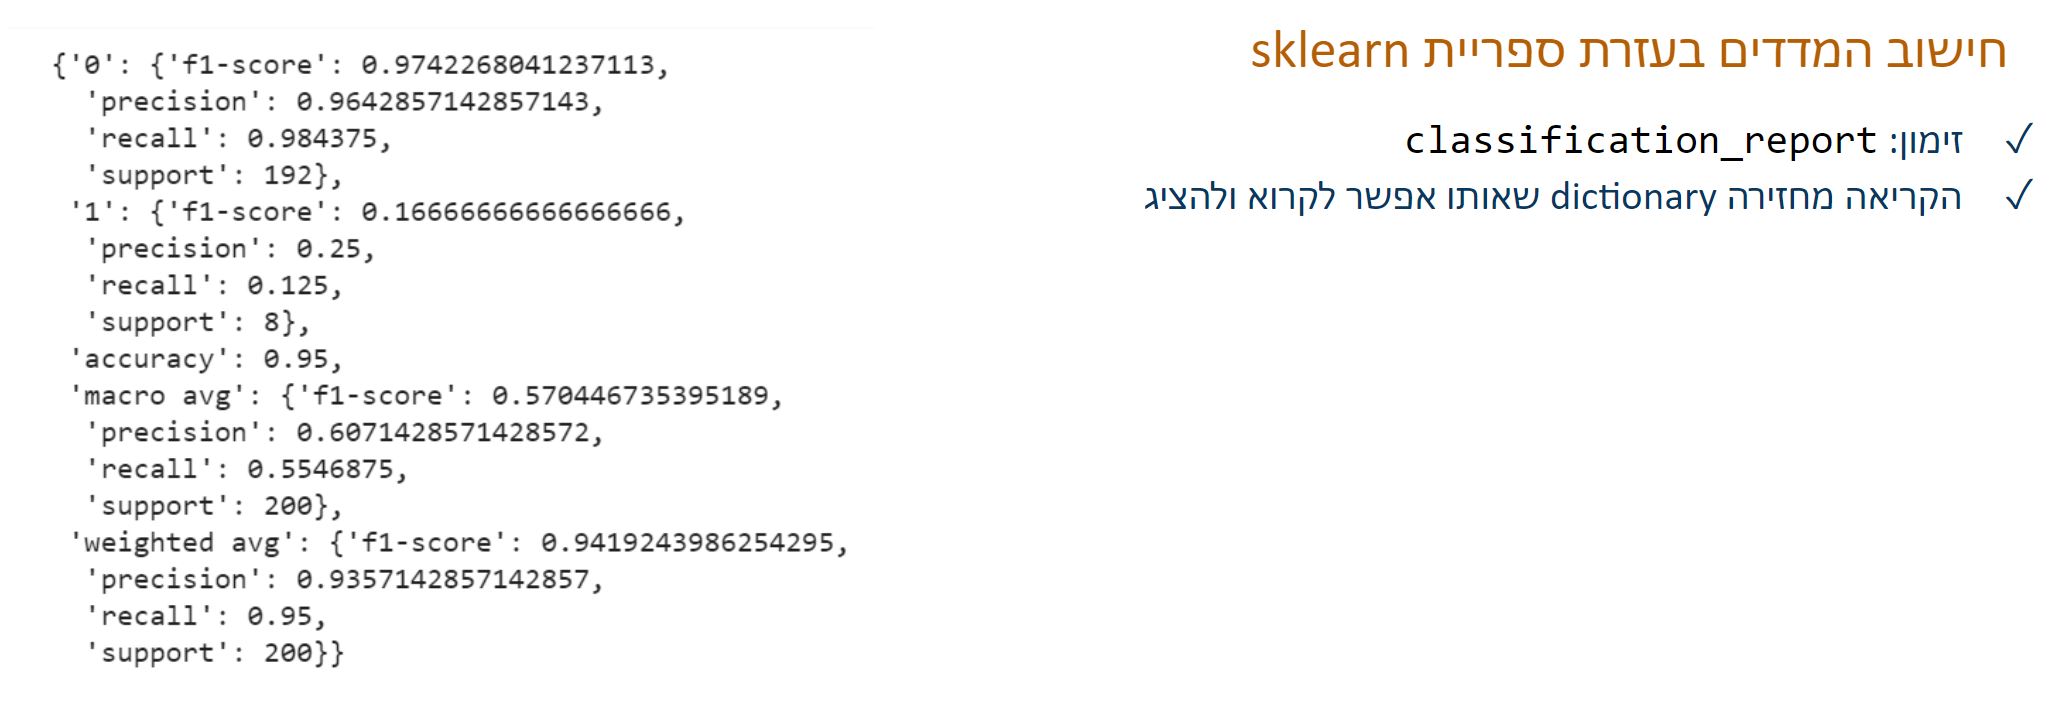 חישוב המדדים בעזרת ספריית sklearn
✓ זימון: classification_report
✓ הקריאה מחזירה dictionary שאותו אפשר לקרוא ולהציג
{'0': {'f1-score': 0.9742268041237113,
'precision': 0.9642857142857143,
'recall': 0.984375,
'support': 192},
'1': {'f1-score': 0.16666666666666666,
'precision': 0.25,
'recall': 0.125,
'support': 8},
'accuracy': 0.95,
'macro avg': {'f1-score': 0.570446735395189,
'precision': 0.6071428571428572,
'recall': 0.5546875,
'support': 200},
'weighted avg': {'f1-score': 0.9419243986254295,
'precision': 0.9357142857142857,
'recall': 0.95,
'support': 200}}